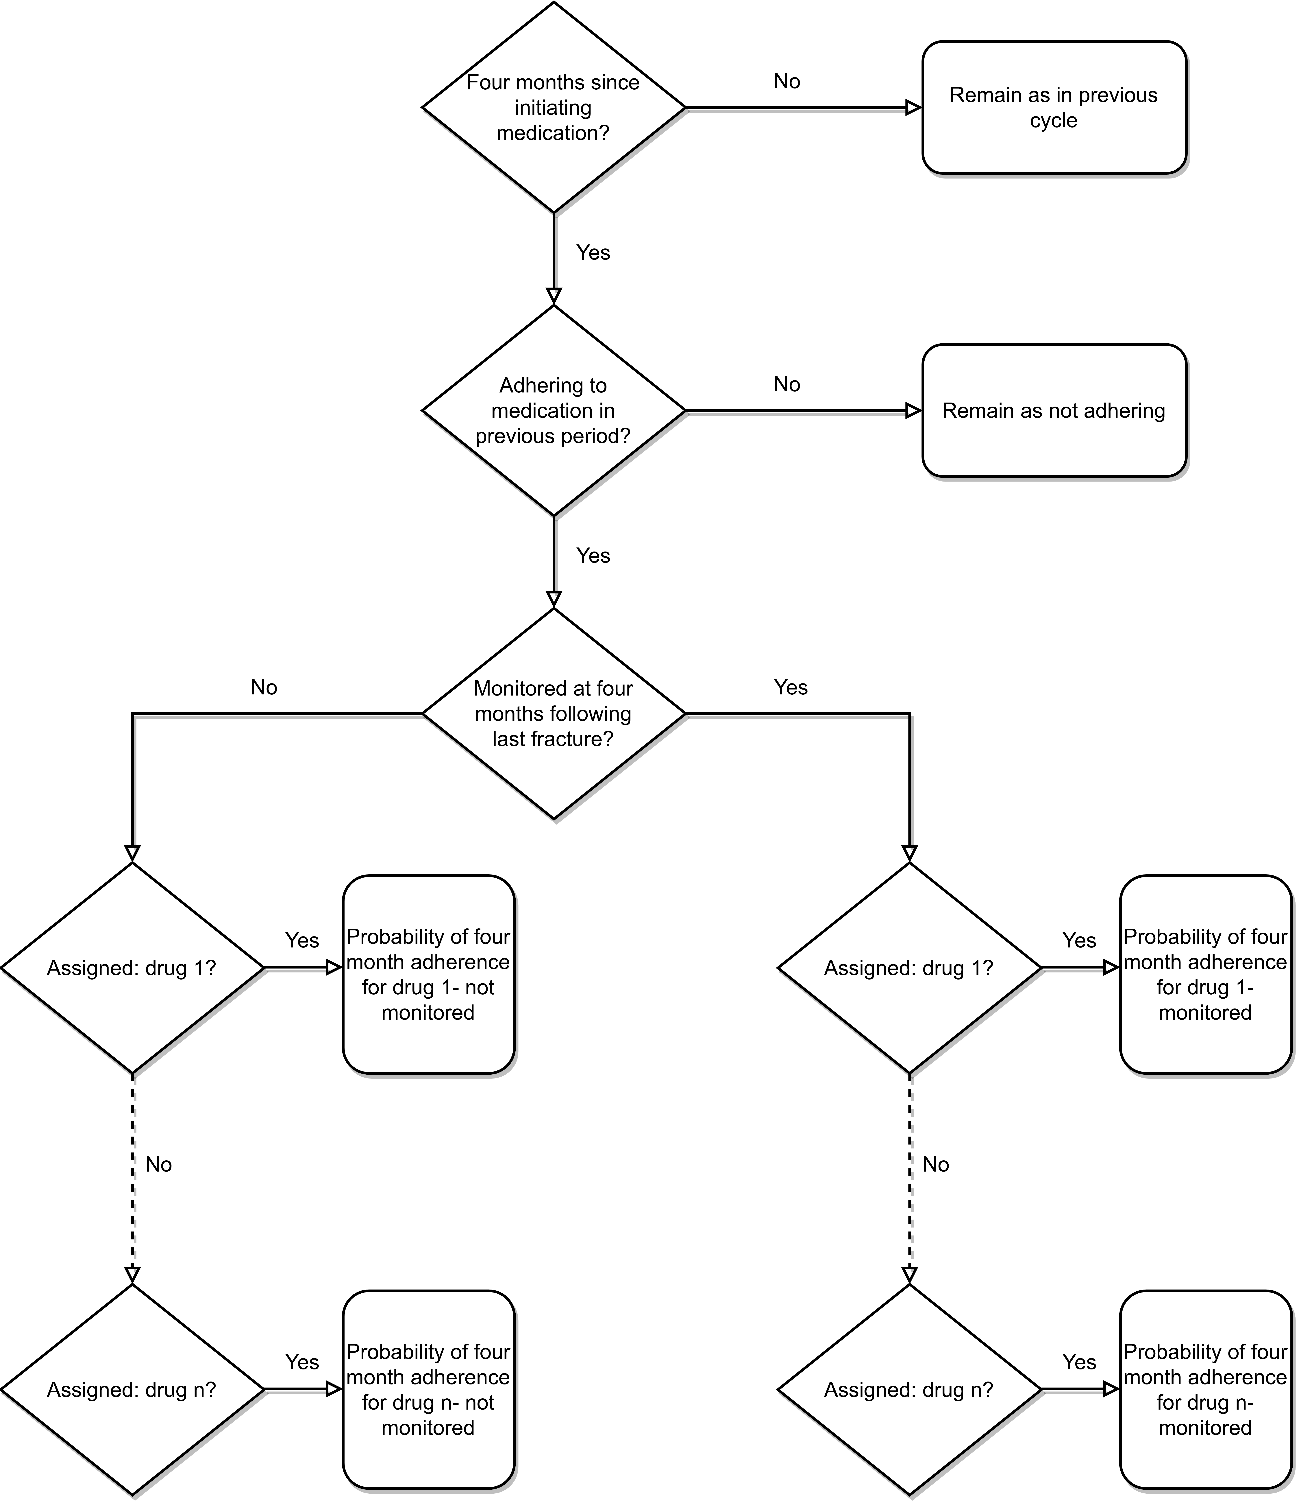 Four months since
initiating
medication?
No
Remain as in previous
cycle
Yes
Adhering to
medication in
previous period?
No
Remain as not adhering
Yes
Monitored at four
months following
last fracture?
No
Yes
Assigned: drug 1?
Yes
Probability of four
month adherence
for drug 1- not
monitored
Assigned: drug 1?
Yes
Probability of four
month adherence
for drug 1-
monitored
No
No
Assigned: drug n?
Yes
Probability of four
month adherence
for drug n- not
monitored
Assigned: drug n?
Yes
Probability of four
month adherence
for drug n-
monitored